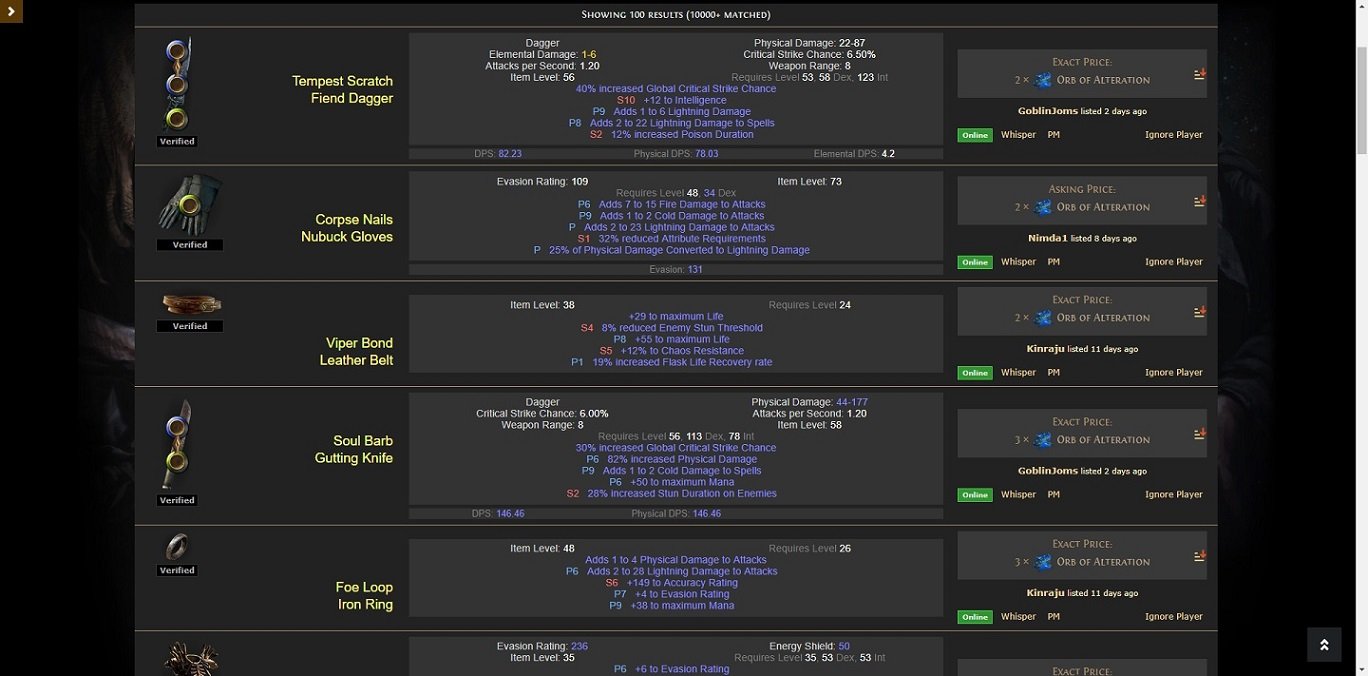 SHOWING 100 RESULTS (10000+ MATCHED)
Tempest Scratch
Fiend Dagger
Verified
Dagger Physical Damage: 22-87
Elemental Damage: 1-6 Critical Strike Chance: 6.50%
Attacks per Second: 1.20 Weapon Range: 8
Item Level: 56 Requires Level 53, 58 Dex, 123 Int
40% increased Global Critical Strike Chance
S10 +12 to Intelligence
P9 Adds 1 to 6 Lightning Damage
P8 Adds 2 to 22 Lightning Damage to Spells
S2 12% increased Poison Duration
DPS: 82.23 Physical DPS: 78.03 Elemental DPS: 4.2
EXACT PRICE:
2 × ORB OF ALTERATION
GoblinJoms listed 2 days ago
Online Whisper PM Ignore Player
Corpse Nails
Nubuck Gloves
Verified
Evasion Rating: 109 Item Level: 73
Requires Level 48, 34 Dex
P6 Adds 7 to 15 Fire Damage to Attacks
P9 Adds 1 to 2 Cold Damage to Attacks
P Adds 2 to 23 Lightning Damage to Attacks
S1 32% reduced Attribute Requirements
P 25% of Physical Damage Converted to Lightning Damage
Evasion: 131
ASKING PRICE:
2 × ORB OF ALTERATION
Nimda1 listed 8 days ago
Online Whisper PM Ignore Player
Viper Bond
Leather Belt
Verified
Item Level: 38 Requires Level 24
+29 to maximum Life
S4 8% reduced Enemy Stun Threshold
P8 +55 to maximum Life
S5 +12% to Chaos Resistance
P1 19% increased Flask Life Recovery rate
EXACT PRICE:
2 × ORB OF ALTERATION
Kinraju listed 11 days ago
Online Whisper PM Ignore Player
Soul Barb
Gutting Knife
Verified
Dagger Physical Damage: 44-177
Critical Strike Chance: 6.00% Attacks per Second: 1.20
Weapon Range: 8 Item Level: 58
Requires Level 56, 113 Dex, 78 Int
30% increased Global Critical Strike Chance
P6 82% increased Physical Damage
P9 Adds 1 to 2 Cold Damage to Spells
P6 +50 to maximum Mana
S2 28% increased Stun Duration on Enemies
DPS: 146.46 Physical DPS: 146.46
EXACT PRICE:
3 × ORB OF ALTERATION
GoblinJoms listed 2 days ago
Online Whisper PM Ignore Player
Foe Loop
Iron Ring
Verified
Item Level: 48 Requires Level 26
Adds 1 to 4 Physical Damage to Attacks
P6 Adds 2 to 28 Lightning Damage to Attacks
S6 +149 to Accuracy Rating
P7 +4 to Evasion Rating
P9 +38 to maximum Mana
EXACT PRICE:
3 × ORB OF ALTERATION
Kinraju listed 11 days ago
Online Whisper PM Ignore Player
Evasion Rating: 236 Energy Shield: 50
Item Level: 35 Requires Level 35, 53 Dex, 53 Int
P6 +6 to Evasion Rating
EXACT PRICE: